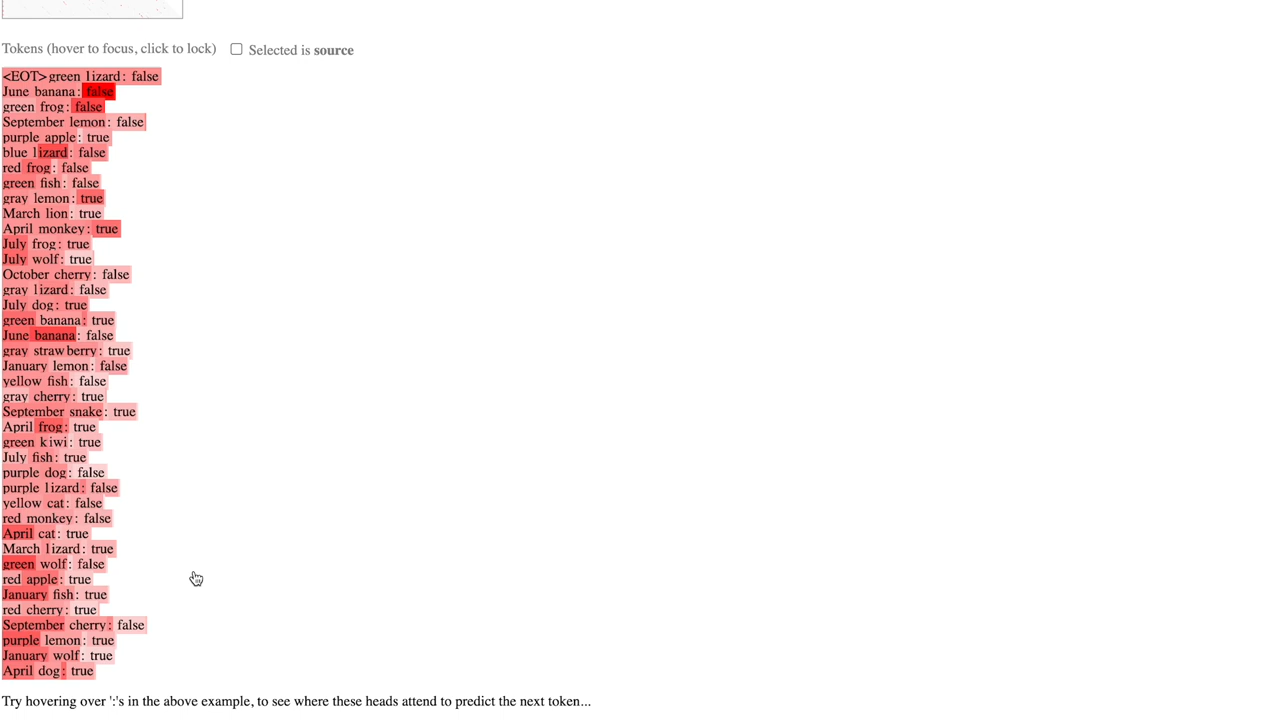 Tokens (hover to focus, click to lock) Selected is source
<EOT>green lizard: false
June banana: false
green frog: false
September lemon: false
purple apple: true
blue lizard: false
red frog: false
green fish: false
gray lemon: true
March lion: true
April monkey: true
July frog: true
July wolf: true
October cherry: false
gray lizard: false
July dog: true
green banana: true
June banana: false
gray strawberry: true
January lemon: false
yellow fish: false
gray cherry: true
September snake: true
April frog: true
green kiwi: true
July fish: true
purple dog: false
purple lizard: false
yellow cat: false
red monkey: false
April cat: true
March lizard: true
green wolf: false
red apple: true
January fish: true
red cherry: true
September cherry: false
purple lemon: true
January wolf: true
April dog: true
Try hovering over ':'s in the above example, to see where these heads attend to predict the next token...